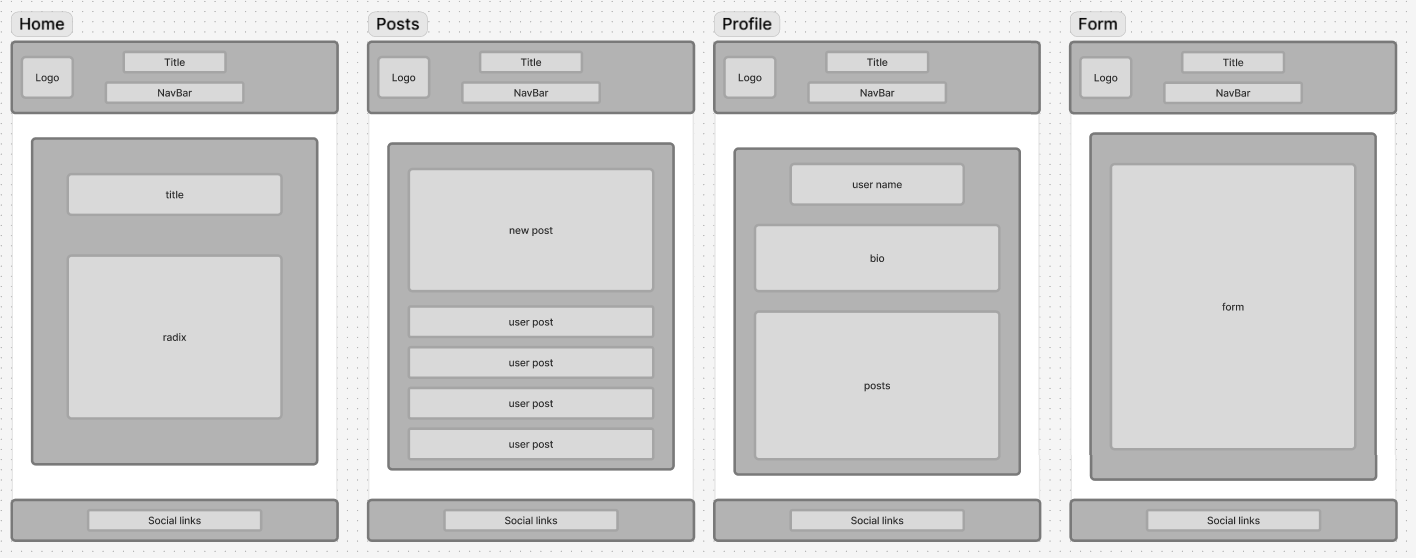 Home
Logo
Title
NavBar
title
radix
Social links
Posts
Logo
Title
NavBar
new post
user post
user post
user post
user post
Social links
Profile
Logo
Title
NavBar
user name
bio
posts
Social links
Form
Logo
Title
NavBar
form
Social links